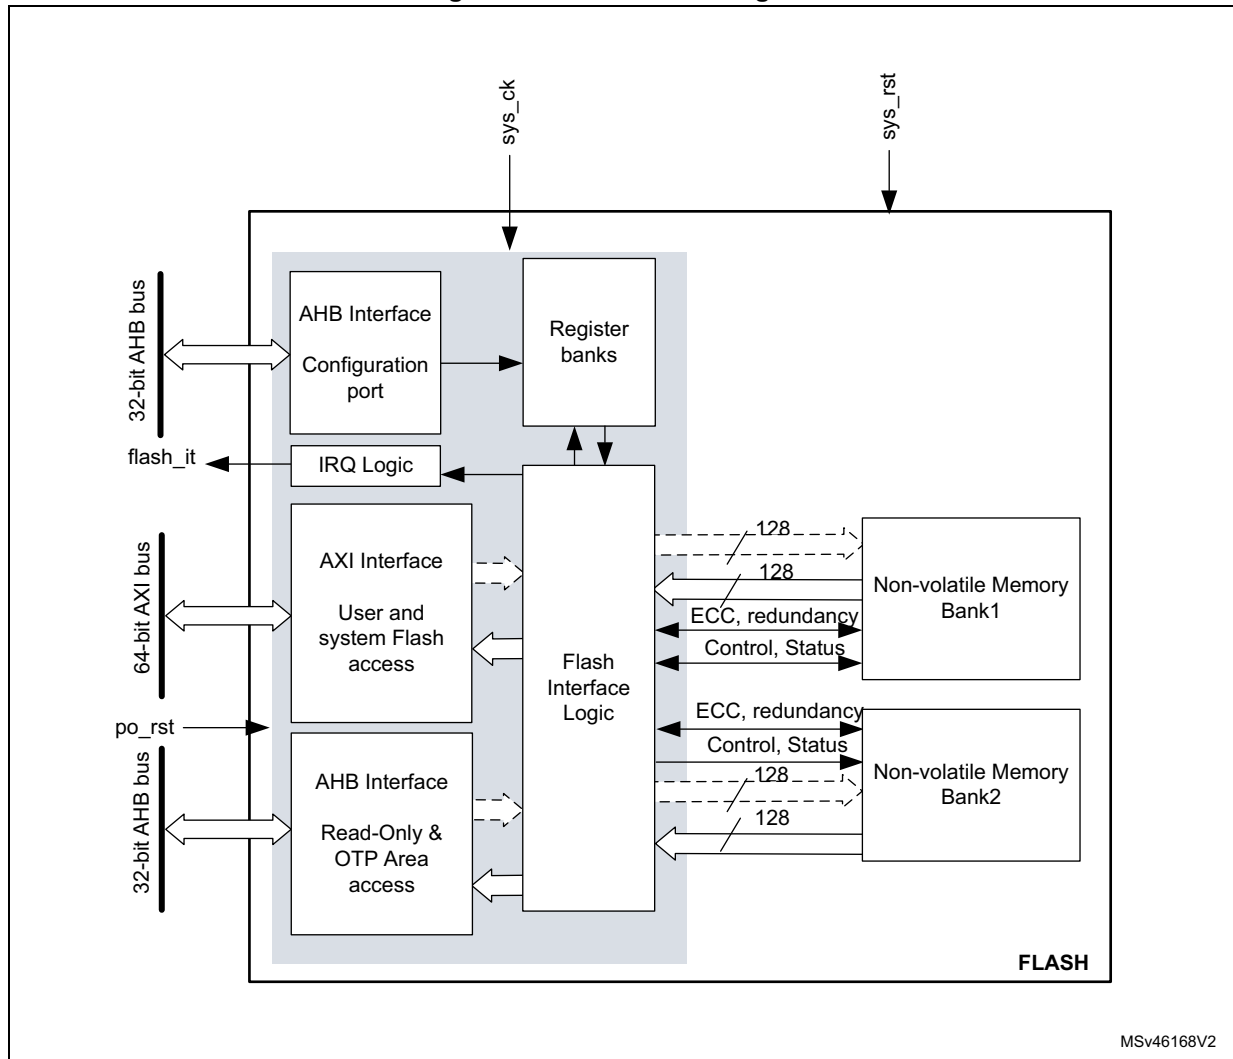 sys_ck
sys_rst
32-bit AHB bus
AHB Interface
Configuration
port
Register
banks
flash_it
IRQ Logic
64-bit AXI bus
AXI Interface
User and
system Flash
access
Flash
Interface
Logic
128
128
ECC, redundancy
Control, Status
Non-volatile Memory
Bank1
po_rst
32-bit AHB bus
AHB Interface
Read-Only &
OTP Area
access
ECC, redundancy
Control, Status
128
128
Non-volatile Memory
Bank2
FLASH
MSv46168V2